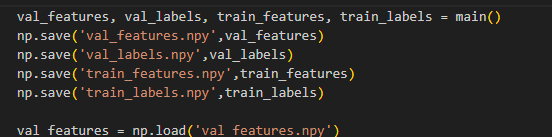 val_features, val_labels, train_features, train_labels = main()
np.save('val_features.npy',val_features)
np.save('val_labels.npy',val_labels)
np.save('train_features.npy',train_features)
np.save('train_labels.npy',train_labels)
val_features = np.load('val_features.npy')